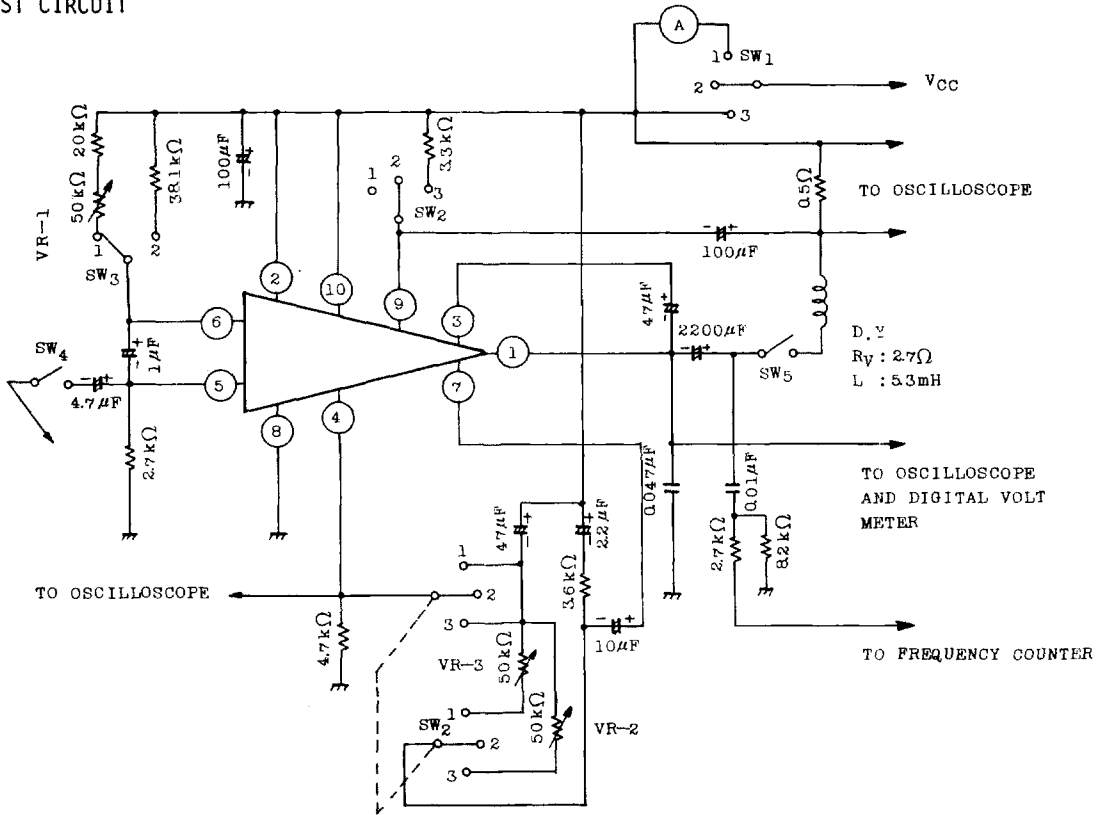 ST CIRCUIT
A
1 SW1
2
VCC
3
20kΩ
50kΩ
VR-1
38.1kΩ
100μF
- +
3.3kΩ
1
2
3
SW2
0.5Ω
TO OSCILLOSCOPE
- +
100μF
1
2
SW3
2
10
9
3
6
1
5
7
8
4
47μF
- +
2200μF
- +
SW5
D.Y
RV : 2.7Ω
L : 5.3mH
SW4
- +
4.7μF
1μF
- +
2.7kΩ
0.047μF
0.01μF
TO OSCILLOSCOPE
AND DIGITAL VOLT
METER
2.7kΩ
8.2kΩ
47μF
- +
2.2μF
- +
3.6kΩ
1
2
3
TO OSCILLOSCOPE
4.7kΩ
- +
10μF
TO FREQUENCY COUNTER
VR-3
50kΩ
50kΩ
VR-2
SW2
1
2
3